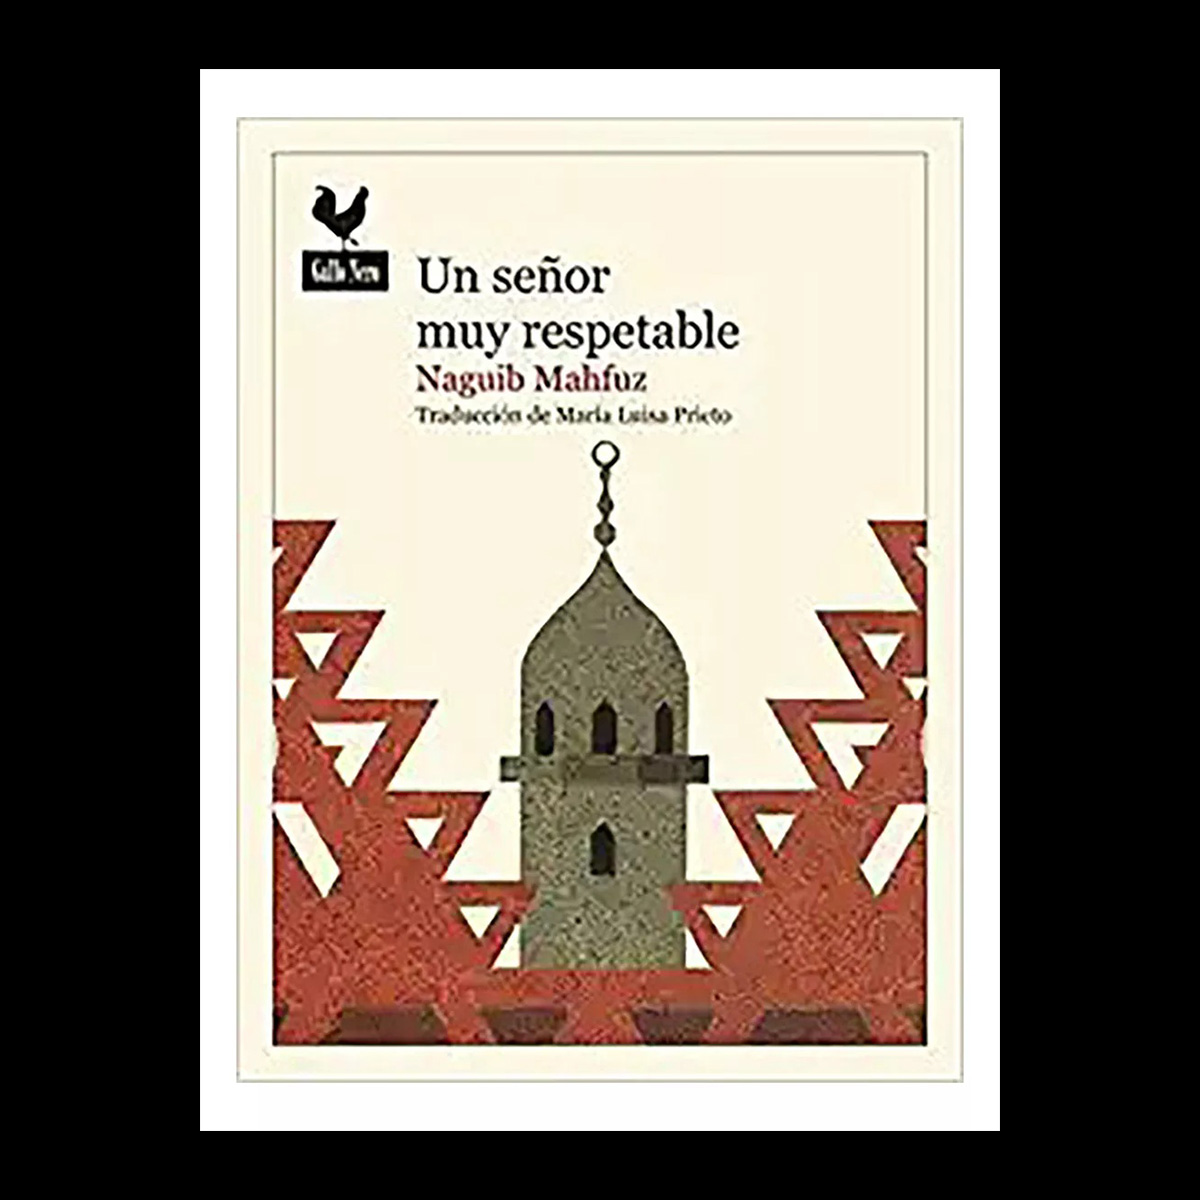 Gallo Nero
Un señor
muy respetable
Naguib Mahfuz
Traducción de María Luisa Prieto